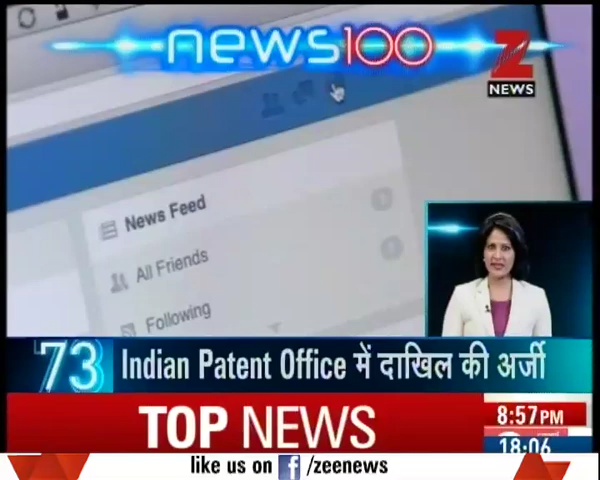 news100
Z
NEWS
News Feed
All Friends
Following
73 Indian Patent Office में दाखिल की अर्जी
TOP NEWS
8:57PM
18:06
like us on f/zeenews